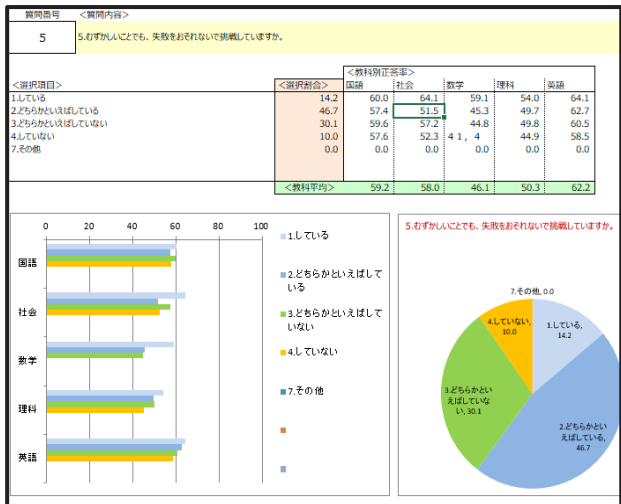 質問番号 <質問内容>
5 5.むずかしいことでも、失敗をおそれないで挑戦していますか。
<教科別正答率>
<選択項目> <選択割合> 国語 社会 数学 理科 英語
1.している 14.2 60.0 64.1 59.1 54.0 64.1
2.どちらかといえばしている 46.7 57.4 51.5 45.3 49.7 62.7
3.どちらかといえばしていない 30.1 59.6 57.2 44.8 49.8 60.5
4.していない 10.0 57.6 52.3 41,4 44.9 58.5
7.その他 0.0 0.0 0.0 0.0 0.0 0.0
<教科平均> 59.2 58.0 46.1 50.3 62.2
0 20 40 60 80 100
国語
社会
数学
理科
英語
1.している
2.どちらかといえばして
いる
3.どちらかといえばして
いない
4.していない
7.その他
5.むずかしいことでも、失敗をおそれないで挑戦していますか。
7.その他, 0.0
4.していない,
10.0
1.している,
14.2
3.どちらかとい
えばしていな
い, 30.1
2.どちらかとい
えばしている,
46.7